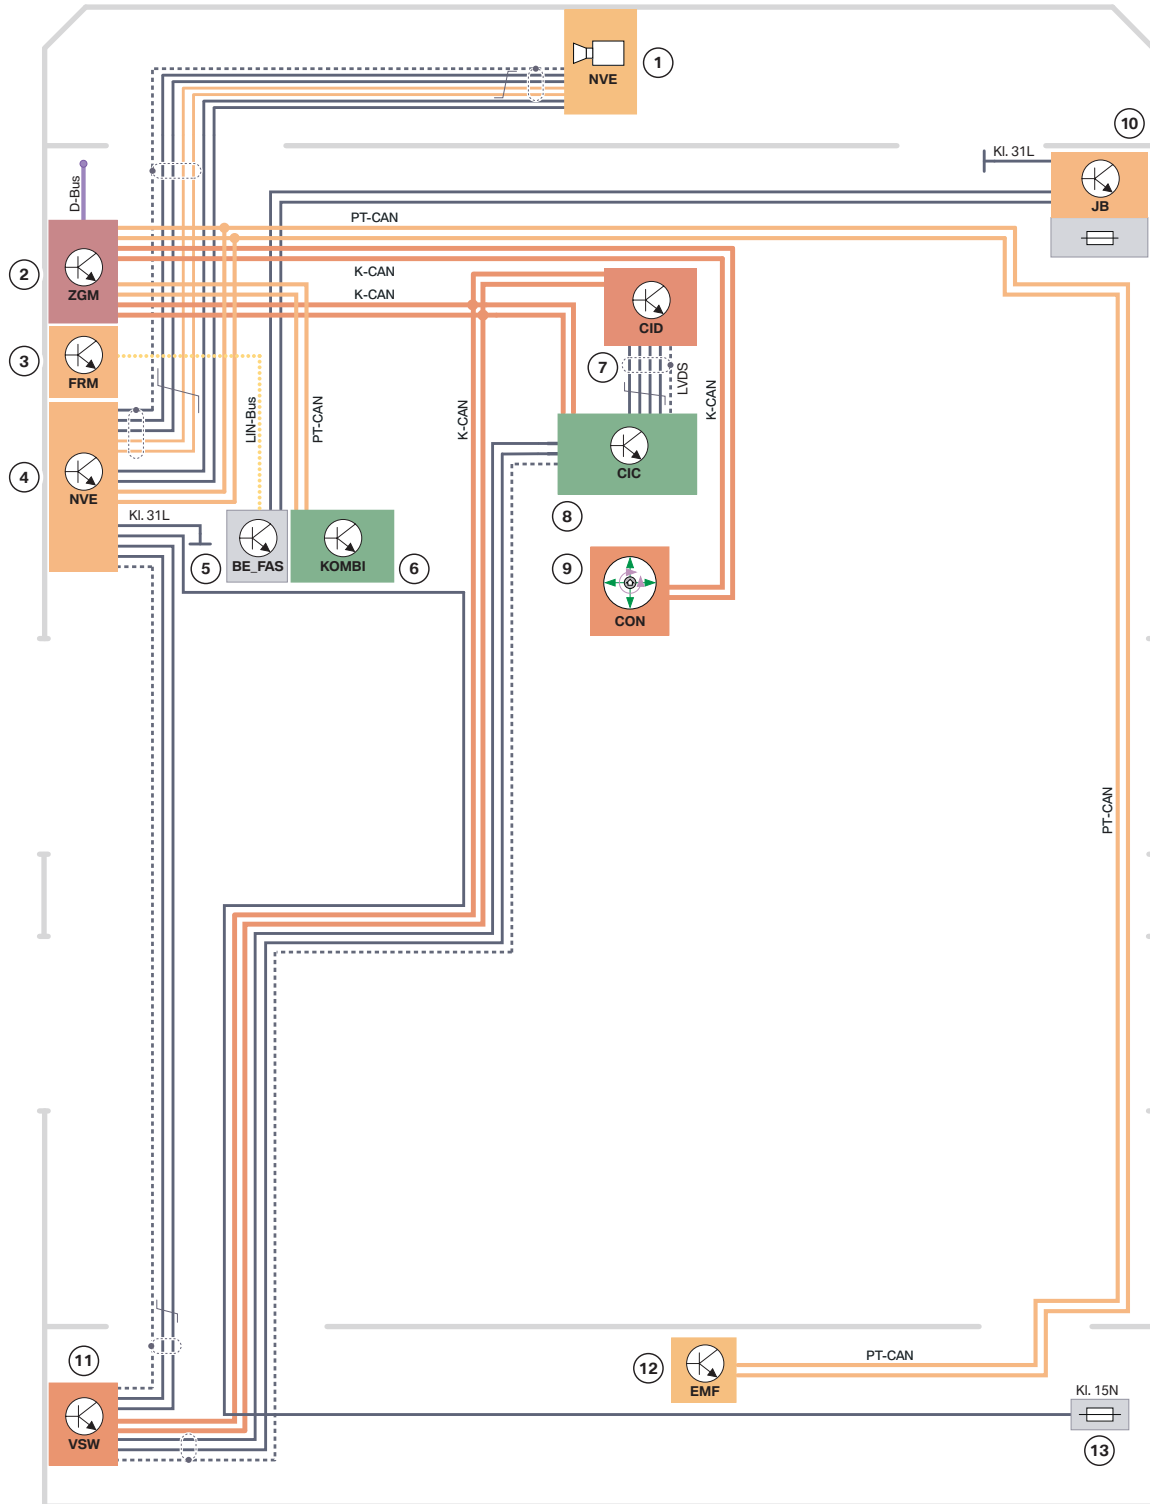 1
NVE
10
Kl. 31L
JB
D-Bus
PT-CAN
2
ZGM
K-CAN
K-CAN
CID
3
FRM
7
LVDS
K-CAN
LIN-Bus
PT-CAN
K-CAN
CIC
4
NVE
8
Kl. 31L
5
BE_FAS
KOMBI
6
9
CON
PT-CAN
11
VSW
12
EMF
PT-CAN
Kl. 15N
13